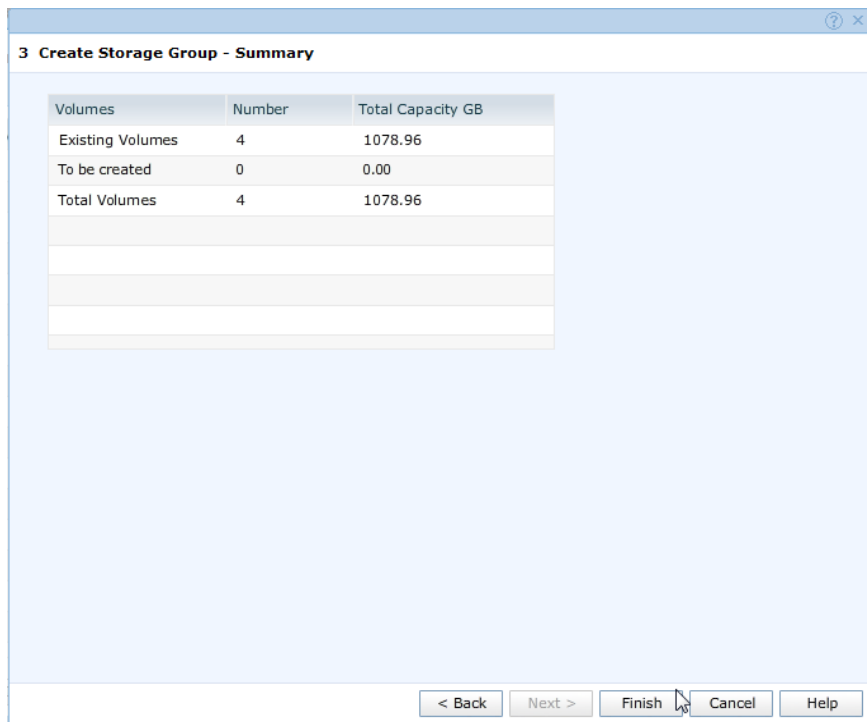 3 Create Storage Group - Summary
Volumes Number Total Capacity GB
Existing Volumes 4 1078.96
To be created 0 0.00
Total Volumes 4 1078.96
< Back Next > Finish Cancel Help